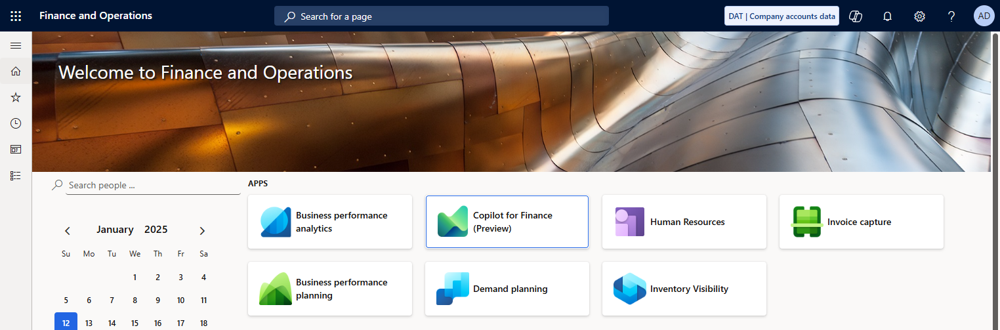 Finance and Operations
Search for a page
DAT | Company accounts data
AD
Welcome to Finance and Operations
Search people ...
January 2025
Su Mo Tu We Th Fr Sa
1 2 3 4
5 6 7 8 9 10 11
12 13 14 15 16 17 18
APPS
Business performance
analytics
Copilot for Finance
(Preview)
Human Resources
Invoice capture
Business performance
planning
Demand planning
Inventory Visibility